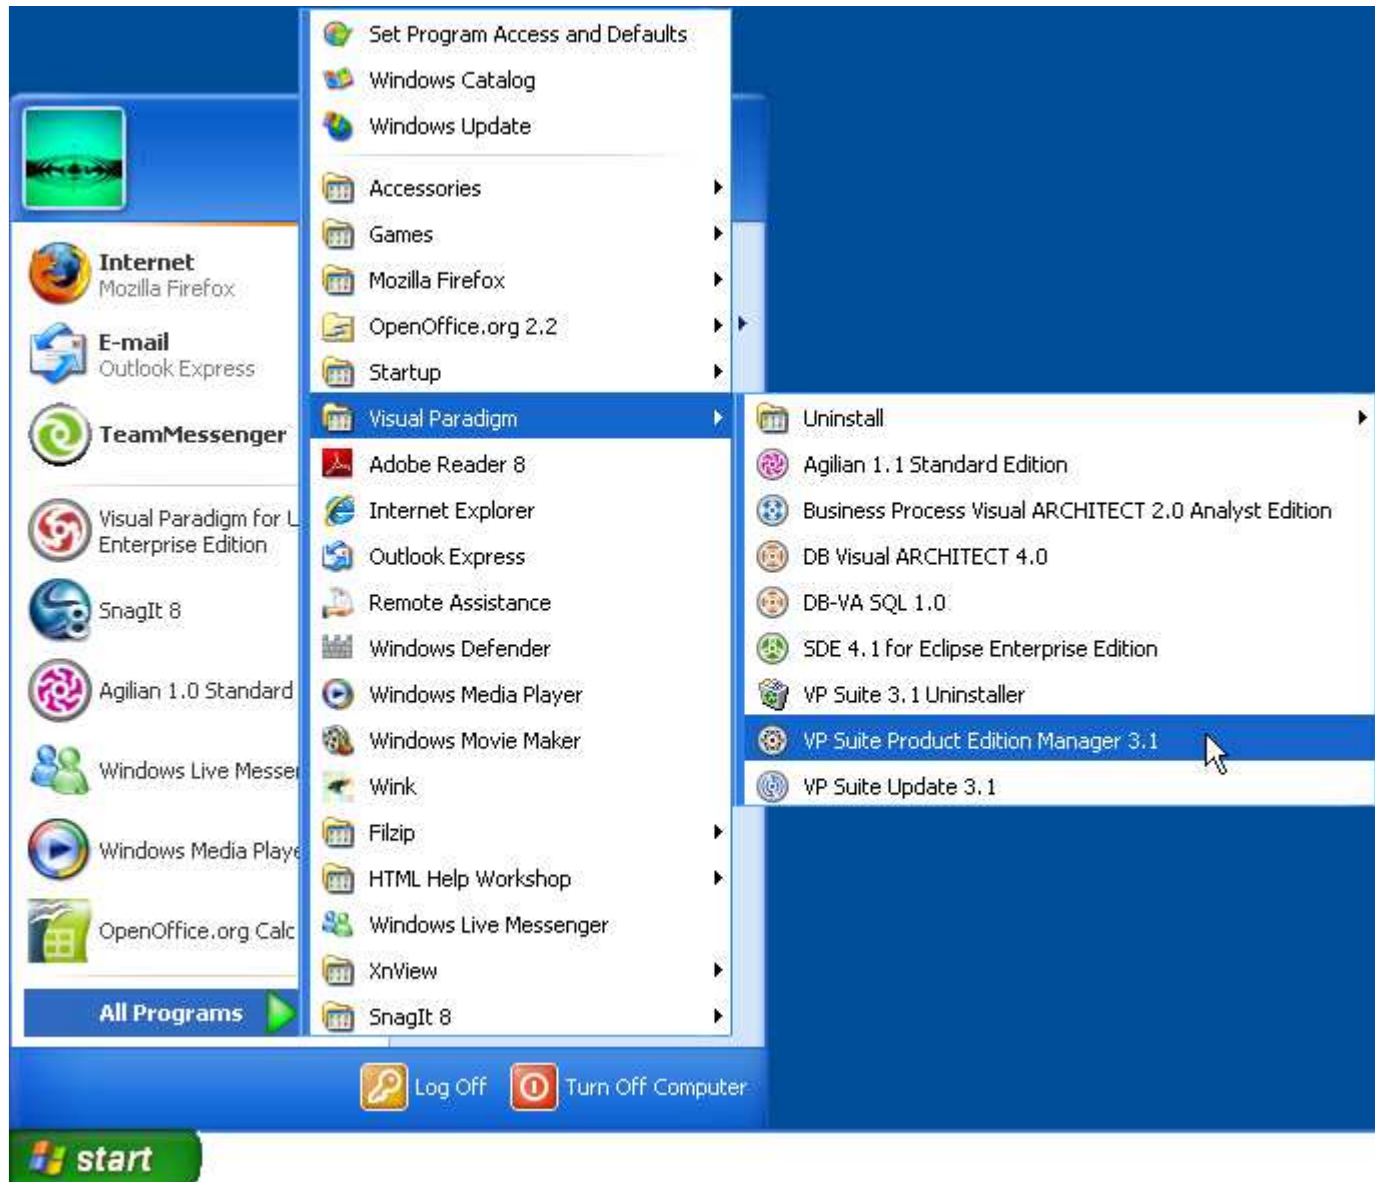 Internet
Mozilla Firefox
E-mail
Outlook Express
TeamMessenger
Visual Paradigm for U
Enterprise Edition
SnagIt 8
Agilian 1.0 Standard
Windows Live Messen
Windows Media Playe
OpenOffice.org Calc
All Programs
Set Program Access and Defaults
Windows Catalog
Windows Update
Accessories
Games
Mozilla Firefox
OpenOffice.org 2.2
Startup
Visual Paradigm
Adobe Reader 8
Internet Explorer
Outlook Express
Remote Assistance
Windows Defender
Windows Media Player
Windows Movie Maker
Wink
Filzip
HTML Help Workshop
Windows Live Messenger
XnView
SnagIt 8
Uninstall
Agilian 1.1 Standard Edition
Business Process Visual ARCHITECT 2.0 Analyst Edition
DB Visual ARCHITECT 4.0
DB-VA SQL 1.0
SDE 4.1 for Eclipse Enterprise Edition
VP Suite 3.1 Uninstaller
VP Suite Product Edition Manager 3.1
VP Suite Update 3.1
Log Off
Turn Off Computer
start